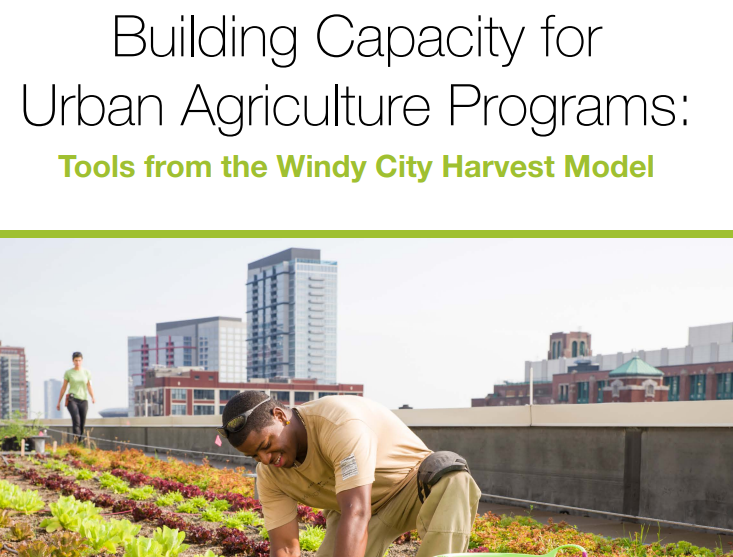 Building Capacity for
Urban Agriculture Programs:
Tools from the Windy City Harvest Model